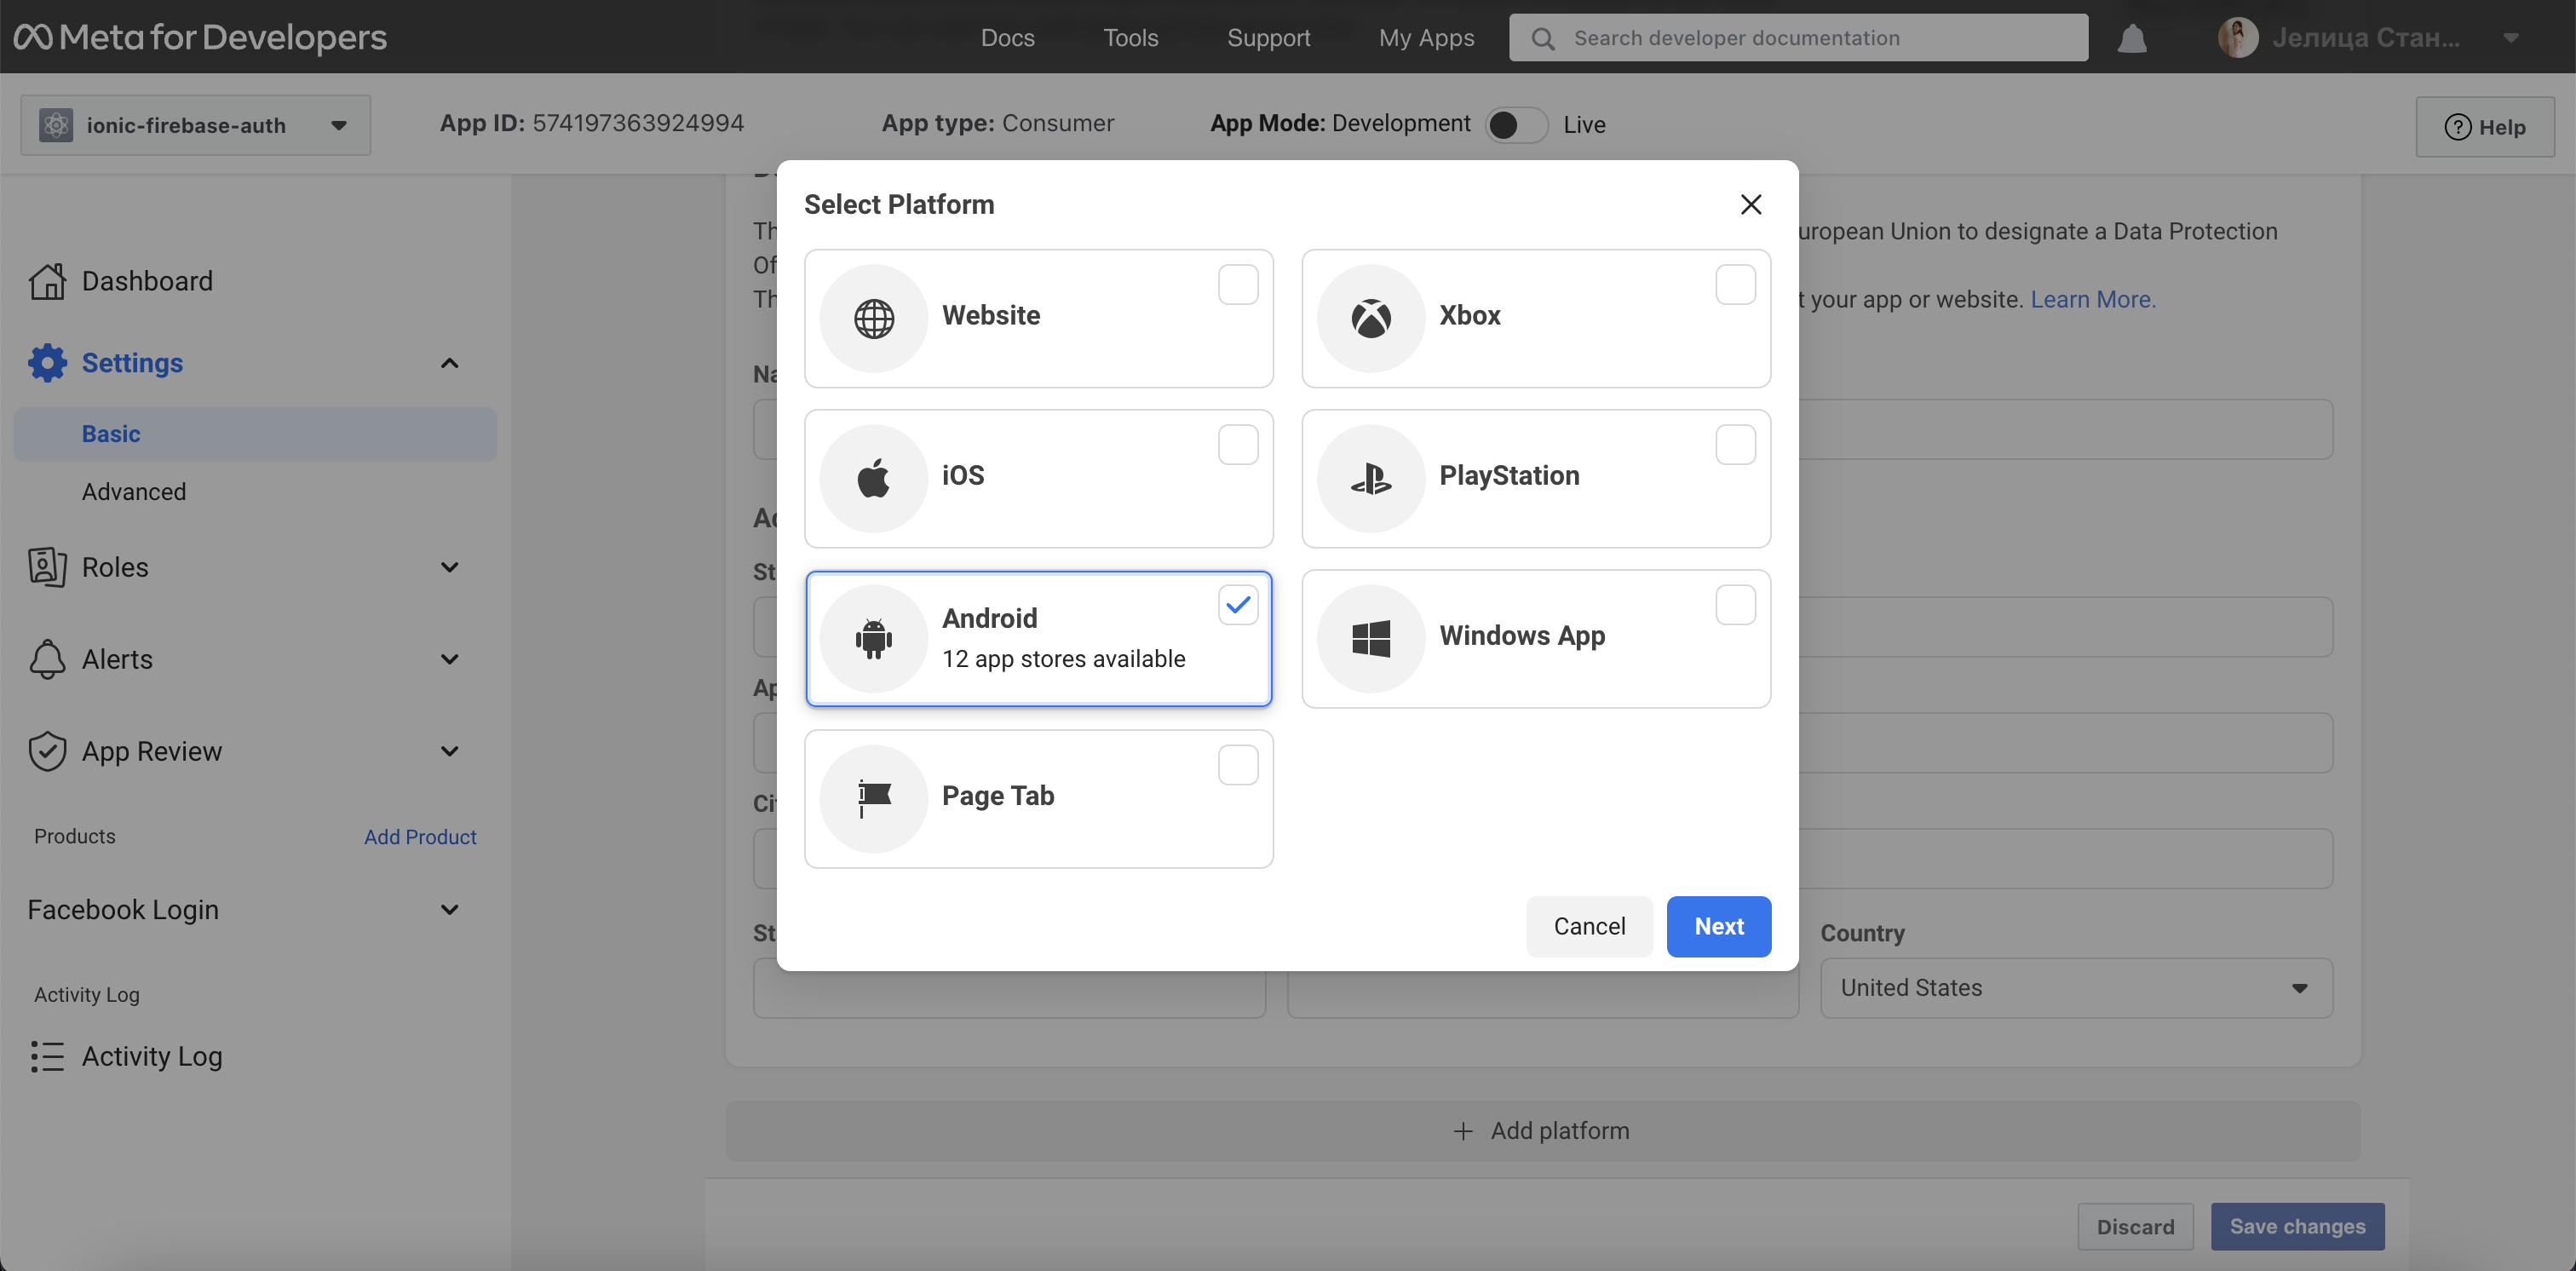 Meta for Developers
Docs
Tools
Support
My Apps
Search developer documentation
Јелица Стан...
ionic-firebase-auth
App ID: 574197363924994
App type: Consumer
App Mode: Development
Live
Help
Dashboard
Settings
Basic
Advanced
Roles
Alerts
App Review
Products
Add Product
Facebook Login
Activity Log
Activity Log
Select Platform
Website
Xbox
iOS
PlayStation
Android
12 app stores available
Windows App
Page Tab
Cancel
Next
Th
uropean Union to designate a Data Protection
Of
Th
t your app or website. Learn More.
Na
Ad
St
Ap
Cit
St
Country
United States
Add platform
Discard
Save changes